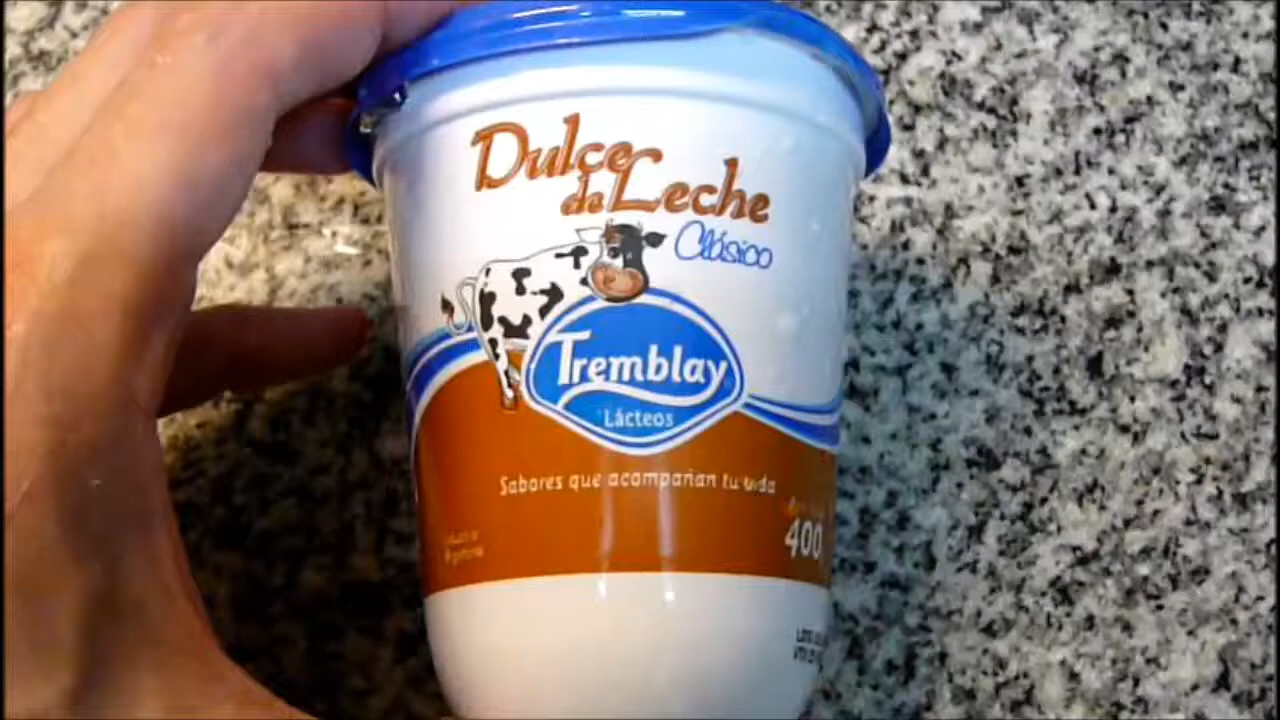 Dulce
de Leche
Clásico
Tremblay
Lácteos
Sabores que acompañan tu vida
400